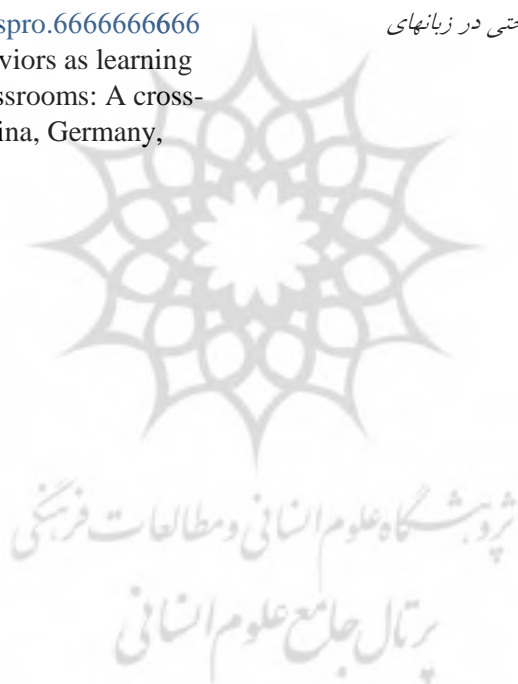 spro.6666666666
حتی در زبانهای
viors as learning
ssrooms: A cross-
ina, Germany,
پژوهشگاه علوم انسانی و مطالعات فرهنگی
پرتال جامع علوم انسانی